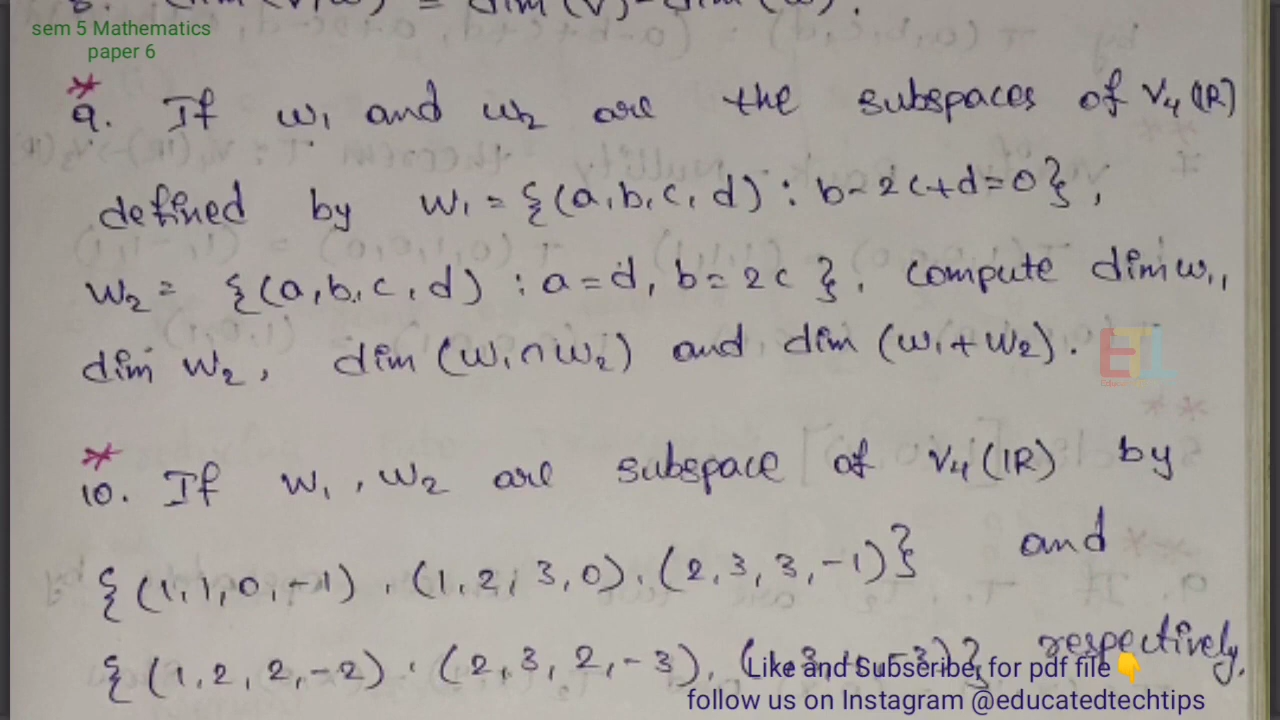 sem 5 Mathematics
paper 6
9. If W₁ and W₂ are the subspaces of V₄(IR)
defined by W₁ = {(a,b,c,d) : b-2c+d=0},
W₂ = {(a,b,c,d) : a=d, b=2c}. compute dim W₁,
dim W₂, dim (W₁∩W₂) and dim (W₁+W₂).
10. If W₁, W₂ are subspace of V₄(IR) by
{(1,1,0,-1), (1,2,3,0), (2,3,3,-1)} and
{(1,2,2,-2), (2,3,2,-3), respectively.
Like and Subscribe for pdf file👇
follow us on Instagram @educatedtechtips